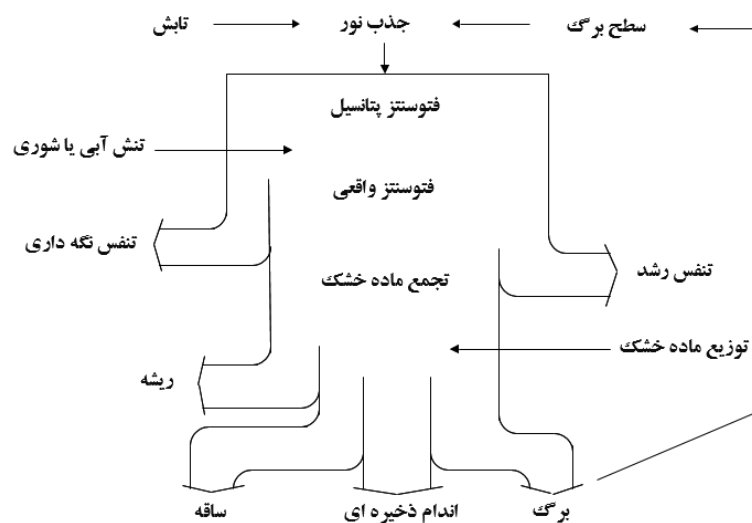 سطح برگ
جذب نور
تابش
فتوسنتز پتانسیل
تنش آبی یا شوری
فتوسنتز واقعی
تنفس نگه داری
تنفس رشد
تجمع ماده خشک
توزیع ماده خشک
ریشه
برگ
اندام ذخیره ای
ساقه